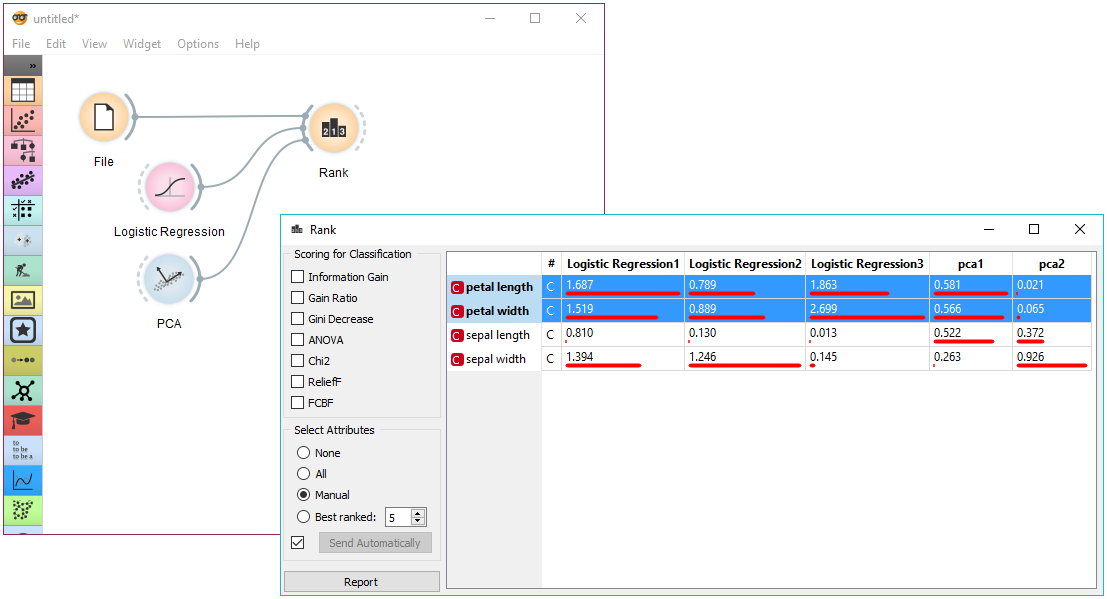 untitled*
File Edit View Widget Options Help
»
File
2 1 3
Rank
Logistic Regression
PCA
to
to be
to be a
Rank
Scoring for Classification
Information Gain
Gain Ratio
Gini Decrease
ANOVA
Chi2
ReliefF
FCBF
Select Attributes
None
All
Manual
Best ranked: 5
Send Automatically
Report
# Logistic Regression1 Logistic Regression2 Logistic Regression3 pca1 pca2
C petal length C 1.687 0.789 1.863 0.581 0.021
C petal width C 1.519 0.889 2.699 0.566 0.065
C sepal length C 0.810 0.130 0.013 0.522 0.372
C sepal width C 1.394 1.246 0.145 0.263 0.926